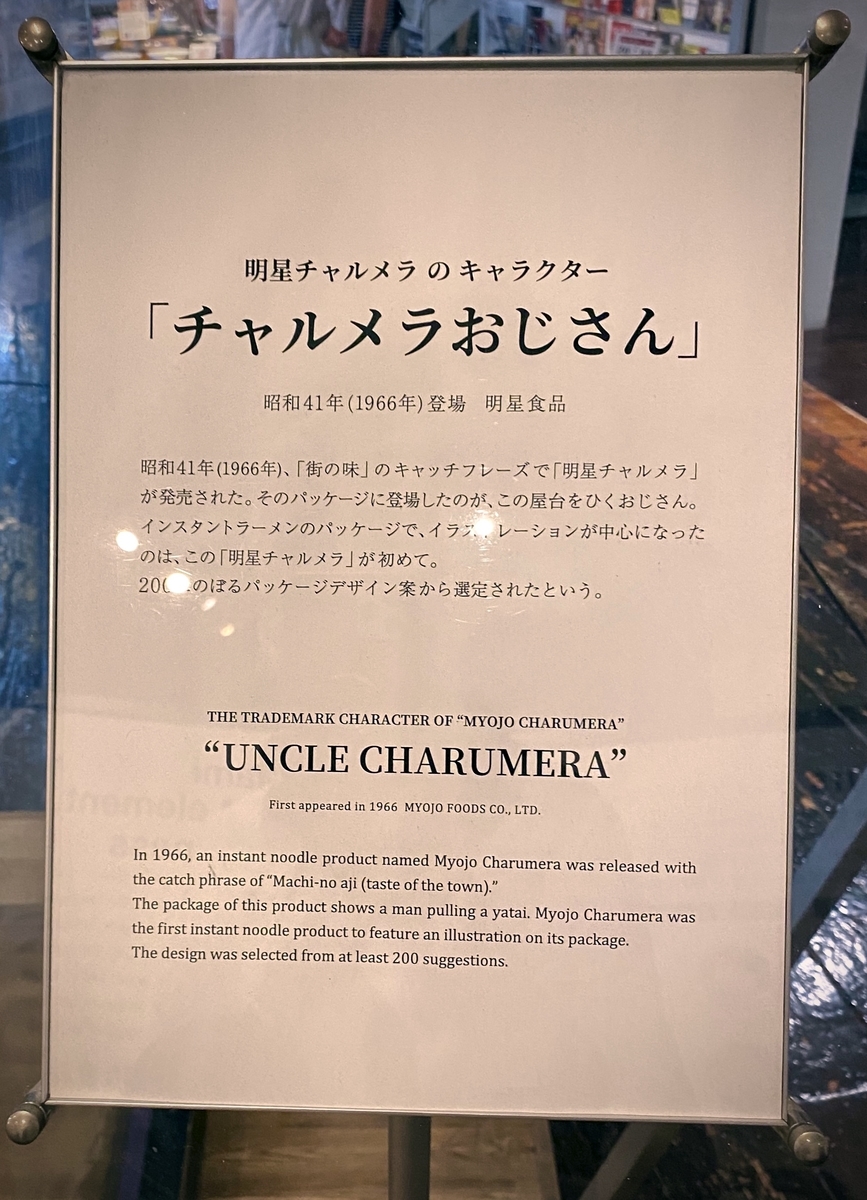 明星チャルメラ の キャラクター
「チャルメラおじさん」
昭和41年(1966年)登場 明星食品
昭和41年(1966年)、「街の味」のキャッチフレーズで「明星チャルメラ」
が発売された。そのパッケージに登場したのが、この屋台をひくおじさん。
インスタントラーメンのパッケージで、イラストレーションが中心になった
のは、この「明星チャルメラ」が初めて。
のぼるパッケージデザイン案から選定されたという。
THE TRADEMARK CHARACTER OF “MYOJO CHARUMERA”
“UNCLE CHARUMERA”
First appeared in 1966 MYOJO FOODS CO., LTD.
In 1966, an instant noodle product named Myojo Charumera was released with
the catch phrase of “Machi-no aji (taste of the town).”
The package of this product shows a man pulling a yatai. Myojo Charumera was
the first instant noodle product to feature an illustration on its package.
The design was selected from at least 200 suggestions.